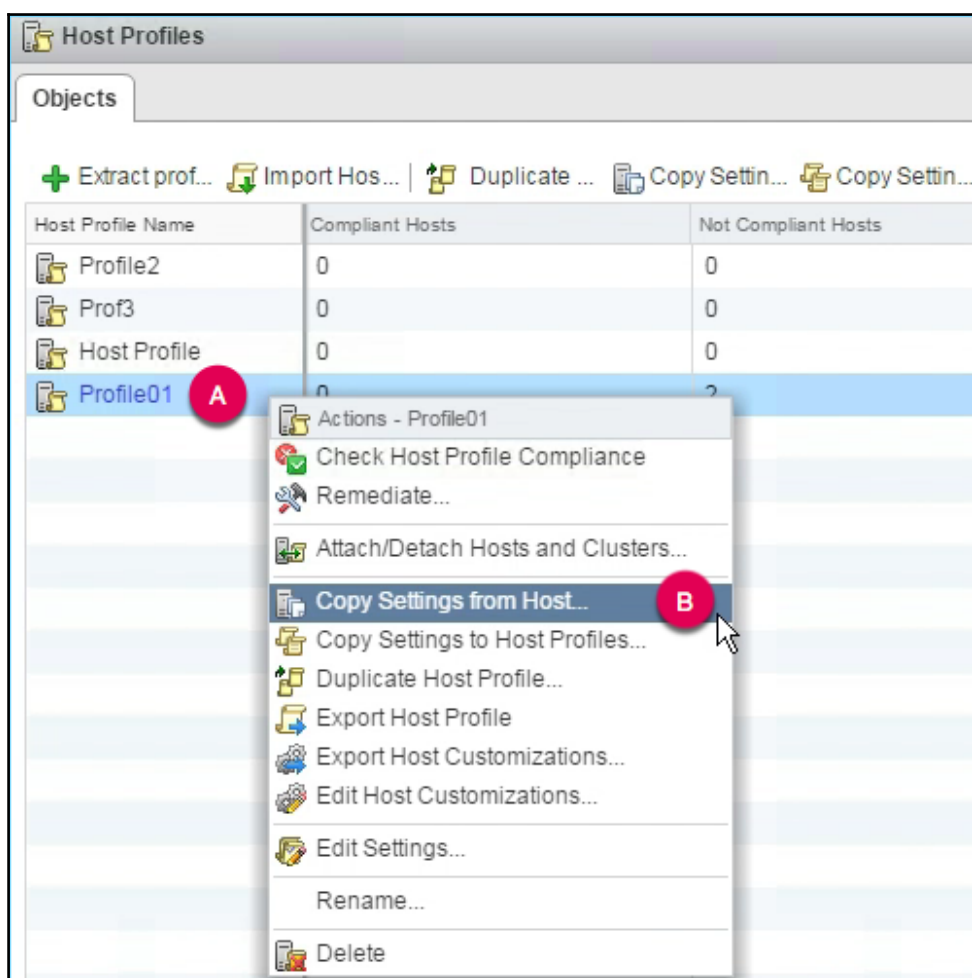 Host Profiles
Objects
Extract prof... Import Hos... Duplicate ... Copy Settin... Copy Settin...
Host Profile Name Compliant Hosts Not Compliant Hosts
Profile2 0 0
Prof3 0 0
Host Profile 0 0
Profile01 A 0 2
Actions - Profile01
Check Host Profile Compliance
Remediate...
Attach/Detach Hosts and Clusters...
Copy Settings from Host... B
Copy Settings to Host Profiles...
Duplicate Host Profile...
Export Host Profile
Export Host Customizations...
Edit Host Customizations...
Edit Settings...
Rename...
Delete